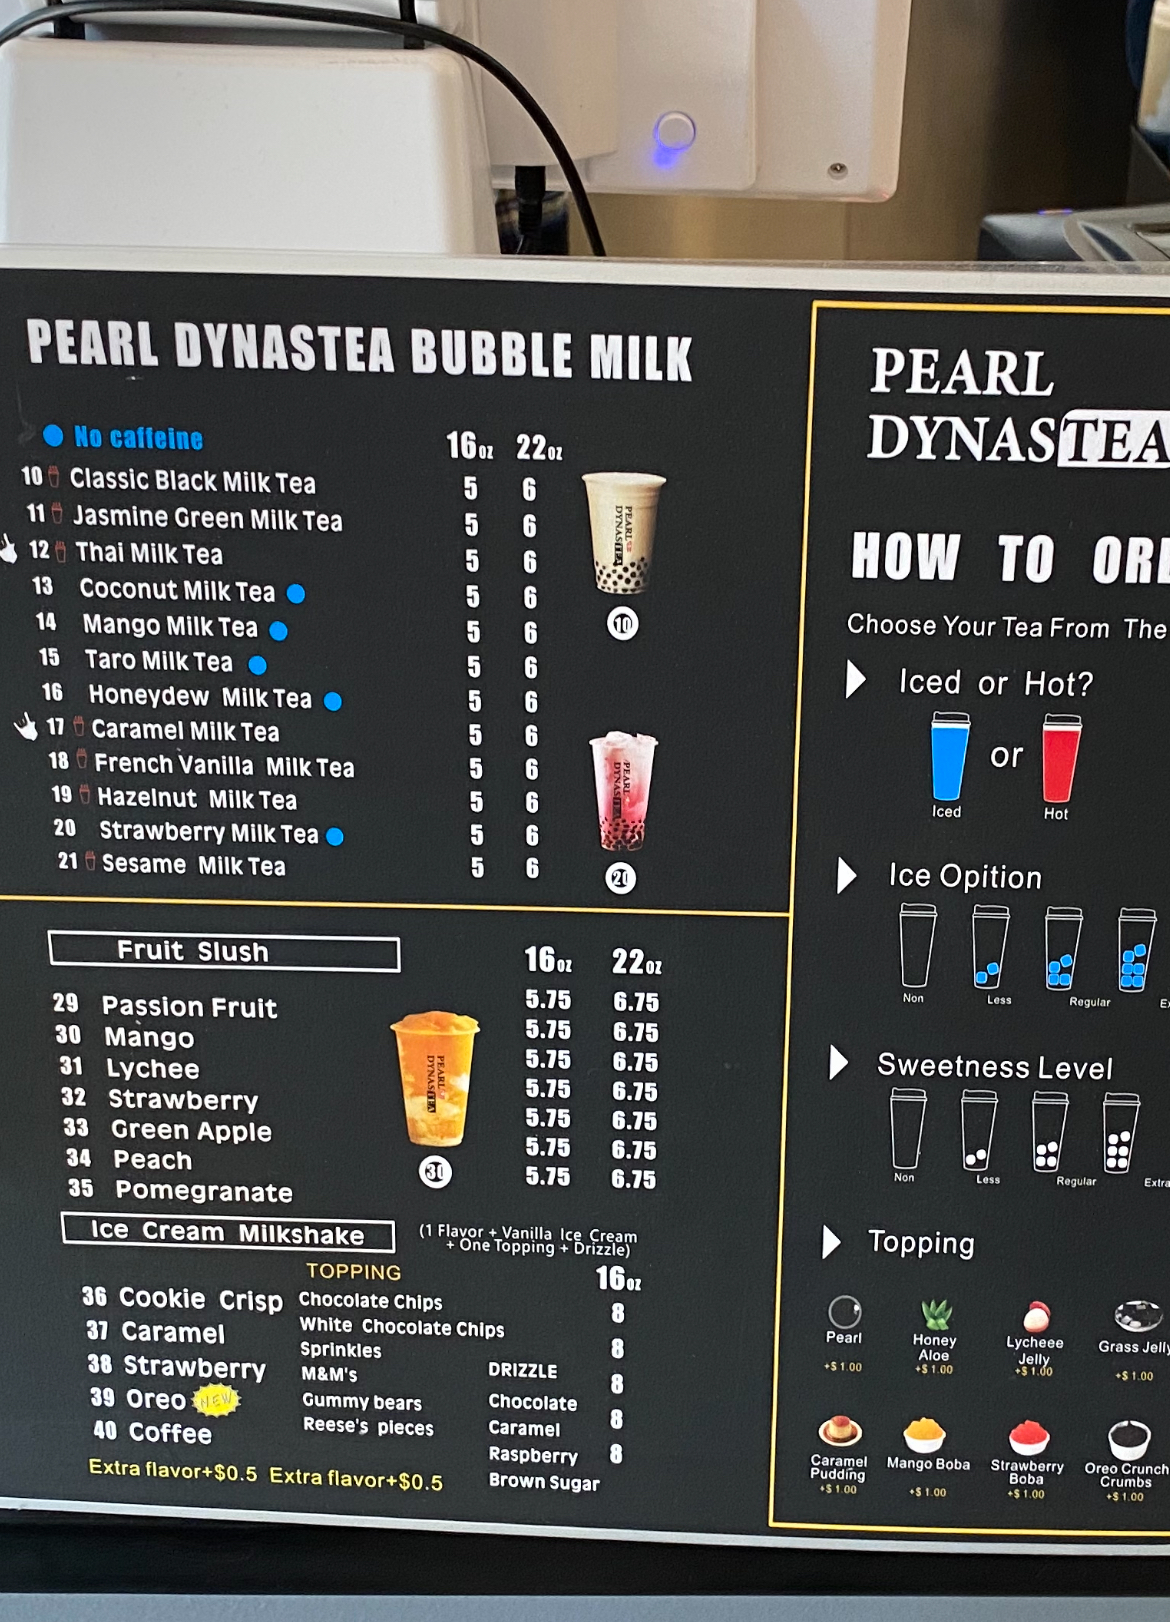 PEARL DYNASTEA BUBBLE MILK
No caffeine 16oz 22oz
10 Classic Black Milk Tea 5 6
11 Jasmine Green Milk Tea 5 6
12 Thai Milk Tea 5 6
13 Coconut Milk Tea 5 6
14 Mango Milk Tea 5 6
15 Taro Milk Tea 5 6
16 Honeydew Milk Tea 5 6
17 Caramel Milk Tea 5 6
18 French Vanilla Milk Tea 5 6
19 Hazelnut Milk Tea 5 6
20 Strawberry Milk Tea 5 6
21 Sesame Milk Tea 5 6
PEARL
DYNASTEA
10
PEARL
DYNASTEA
20
Fruit Slush 16oz 22oz
29 Passion Fruit 5.75 6.75
30 Mango 5.75 6.75
31 Lychee 5.75 6.75
32 Strawberry 5.75 6.75
33 Green Apple 5.75 6.75
34 Peach 5.75 6.75
35 Pomegranate 5.75 6.75
PEARL
DYNASTEA
30
Ice Cream Milkshake
(1 Flavor + Vanilla Ice Cream
+ One Topping + Drizzle)
16oz
36 Cookie Crisp 8
37 Caramel 8
38 Strawberry 8
39 Oreo NEW 8
40 Coffee 8
TOPPING
Chocolate Chips
White Chocolate Chips
Sprinkles
M&M's
Gummy bears
Reese's pieces
DRIZZLE
Chocolate
Caramel
Raspberry
Brown Sugar
Extra flavor+$0.5 Extra flavor+$0.5
PEARL
DYNASTEA
HOW TO OR
Choose Your Tea From The
Iced or Hot?
or
Iced Hot
Ice Opition
Non Less Regular
Sweetness Level
Non Less Regular Extra
Topping
Pearl
+$ 1.00
Honey
Aloe
+$ 1.00
Lycheee
Jelly
+$ 1.00
Grass Jelly
+$ 1.00
Caramel
Pudding
+$ 1.00
Mango Boba
+$ 1.00
Strawberry
Boba
+$ 1.00
Oreo Crunch
Crumbs
+$ 1.00